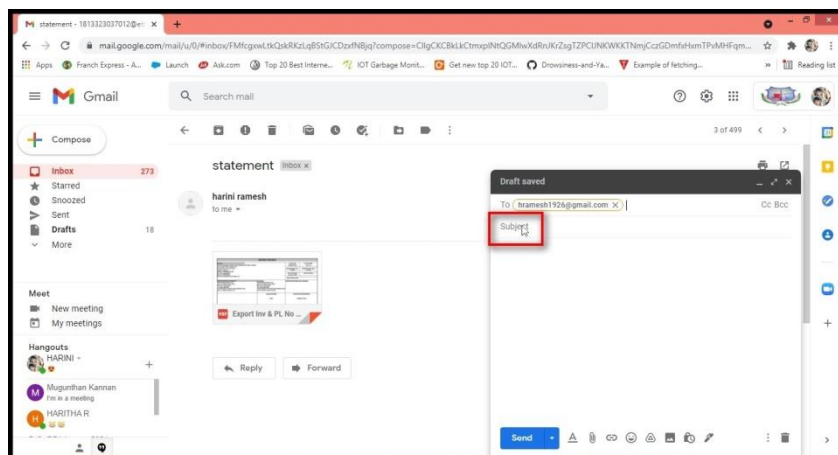 statement - 1813323037012@et
mail.google.com/mail/u/0/#inbox/
Apps
Franch Express - A...
Launch
Ask.com
Top 20 Best Interne...
IOT Garbage Monit...
Get new top 20 IOT...
Drowsiness-and-Ya...
Example of fetching...
Reading list
Gmail
Search mail
Compose
3 of 499
Inbox 273
Starred
Snoozed
Sent
Drafts 18
More
statement Inbox x
harini ramesh
to me
PDF Export Inv & PL No ...
Reply
Forward
Meet
New meeting
My meetings
Hangouts
HARINI
Mugunthan Kannan
I'm in a meeting
HARITHA R
Draft saved
To hramesh1926@gmail.com Cc Bcc
Subject
Send